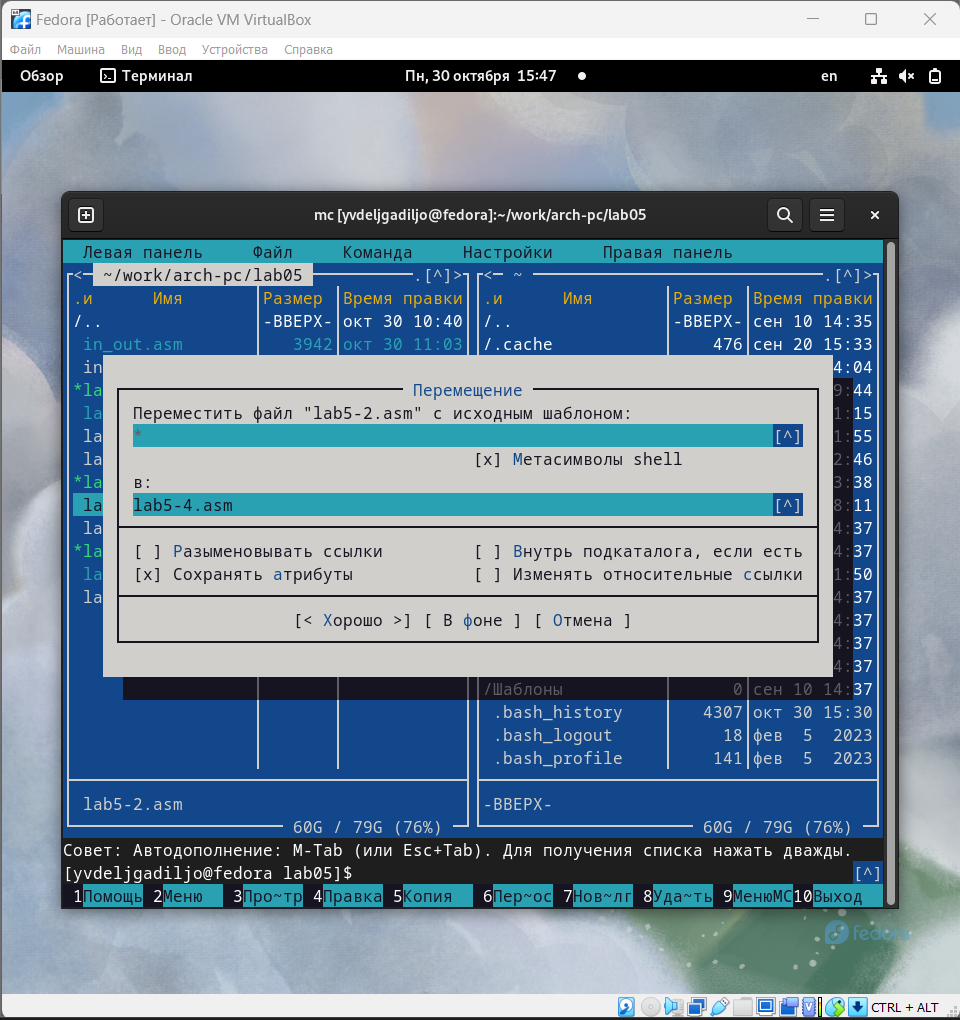 Fedora [Работает] - Oracle VM VirtualBox
Файл Машина Вид Ввод Устройства Справка
Обзор Терминал Пн, 30 октября 15:47 en
mc [yvdeljgadiljo@fedora]:~/work/arch-pc/lab05
Левая панель Файл Команда Настройки Правая панель
<─ ~/work/arch-pc/lab05 .[^]> <─ ~ .[^]>
.и Имя Размер Время правки .и Имя Размер Время правки
/.. -ВВЕРХ- окт 30 10:40 /.. -ВВЕРХ- сен 10 14:35
in_out.asm 3942 окт 30 11:03 /.cache 476 сен 20 15:33
in 4:04
Перемещение
*la 9:44
Переместить файл "lab5-2.asm" с исходным шаблоном:
la 1:15
* [^]
la :55
[x] Метасимволы shell
la 2:46
в:
*la 3:38
lab5-4.asm [^]
la 8:11
la 4:37
[ ] Разыменовывать ссылки [ ] Внутрь подкаталога, если есть
*la 4:37
[x] Сохранять атрибуты [ ] Изменять относительные ссылки
la 1:50
la 4:37
[< Хорошо >] [ В фоне ] [ Отмена ]
4:37
4:37
4:37
/Шаблоны 0 сен 10 14:37
.bash_history 4307 окт 30 15:30
.bash_logout 18 фев 5 2023
.bash_profile 141 фев 5 2023
lab5-2.asm -ВВЕРХ-
60G / 79G (76%) 60G / 79G (76%)
Совет: Автодополнение: M-Tab (или Esc+Tab). Для получения списка нажать дважды.
[yvdeljgadiljo@fedora lab05]$ [^]
1Помощь 2Меню 3Про~тр 4Правка 5Копия 6Пер~ос 7Нов~лг 8Уда~ть 9МенюМС 10Выход
fedora
CTRL + ALT